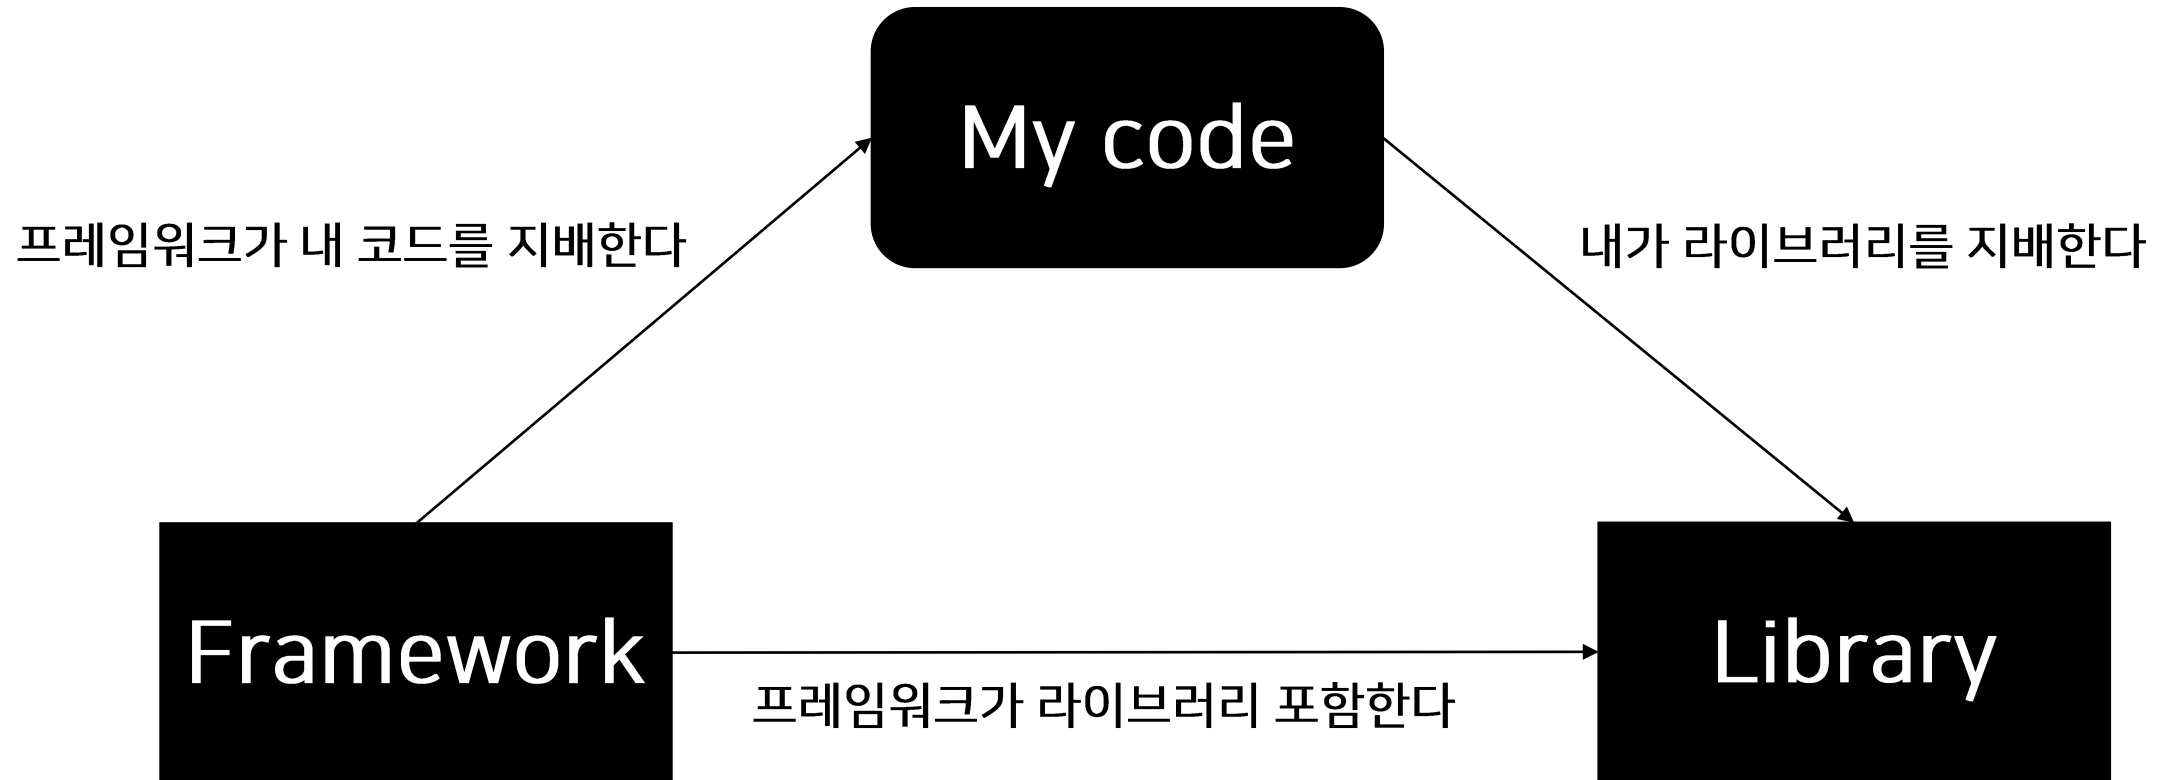 My code
프레임워크가 내 코드를 지배한다
내가 라이브러리를 지배한다
Framework
Library
프레임워크가 라이브러리 포함한다